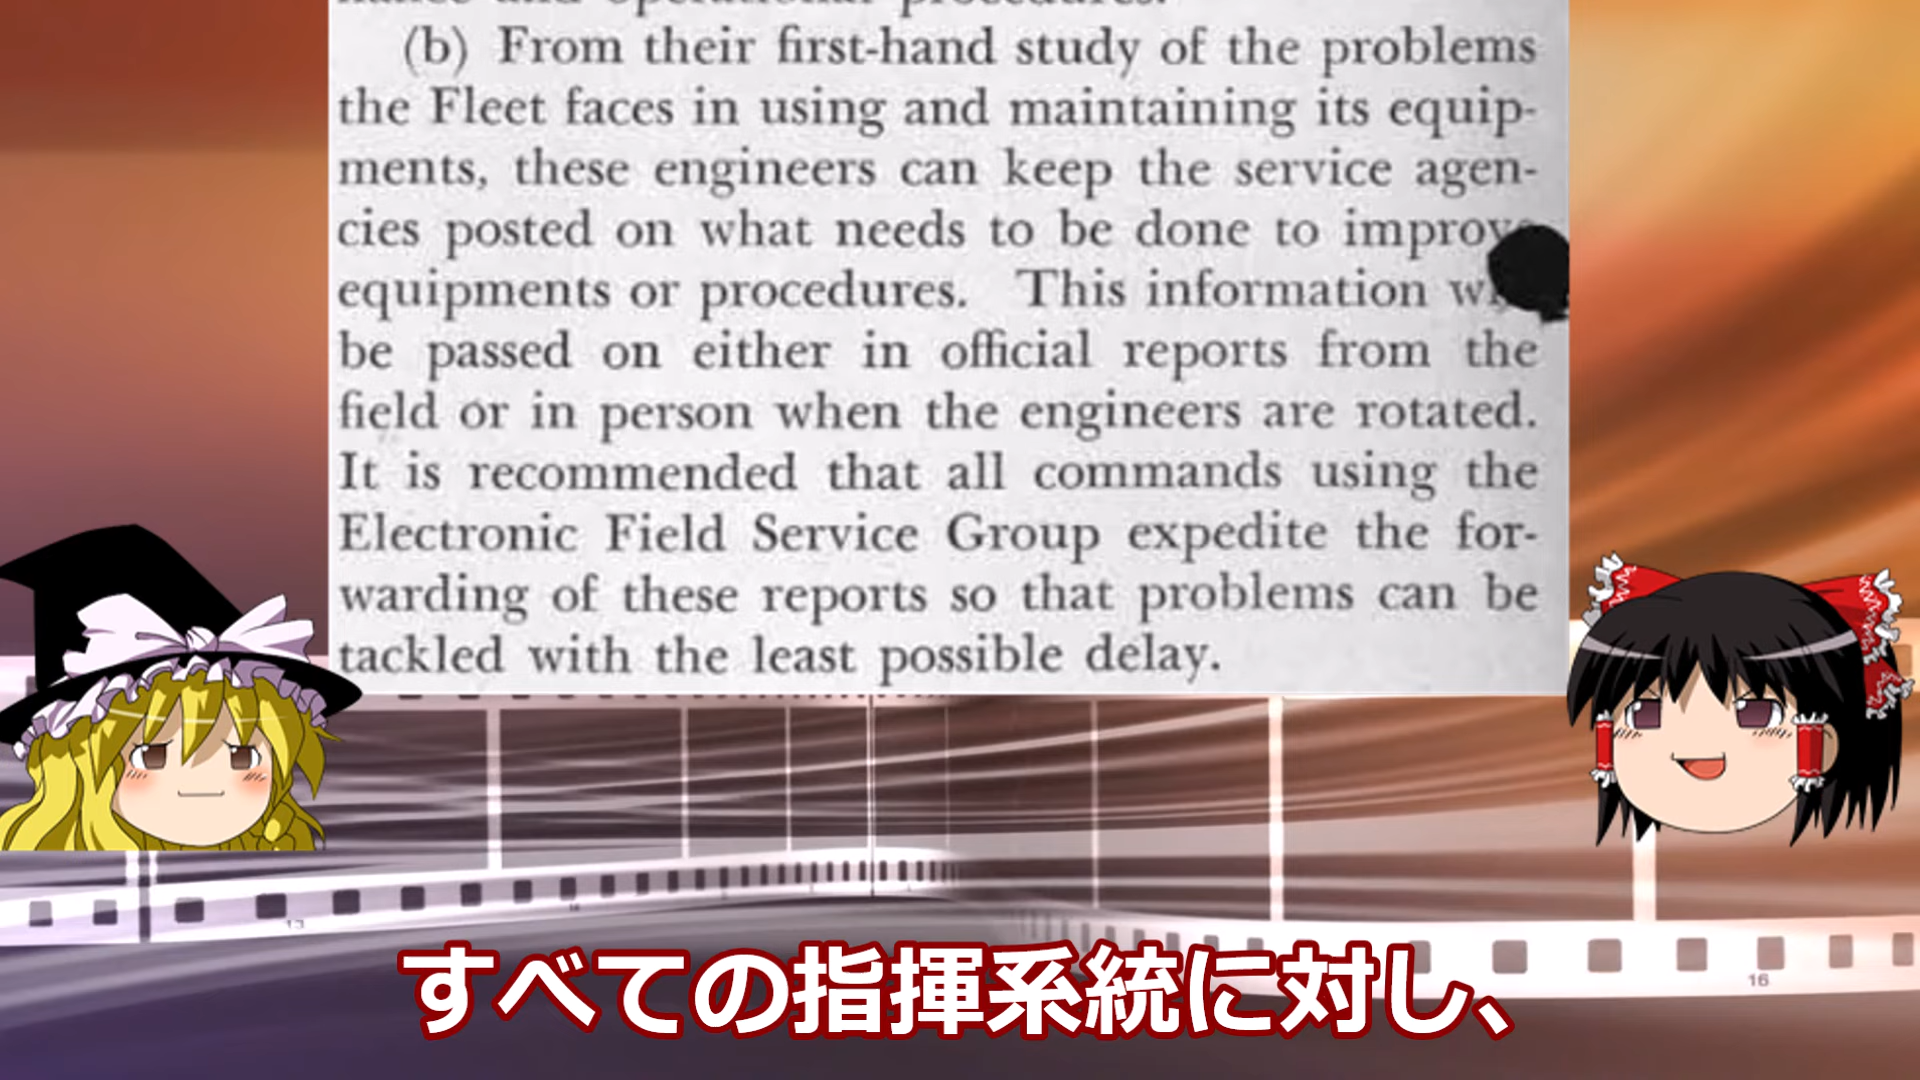 (b) From their first-hand study of the problems
the Fleet faces in using and maintaining its equip-
ments, these engineers can keep the service agen-
cies posted on what needs to be done to improve
equipments or procedures. This information
be passed on either in official reports from the
field or in person when the engineers are rotated.
It is recommended that all commands using the
Electronic Field Service Group expedite the for-
warding of these reports so that problems can be
tackled with the least possible delay.
13
16
すべての指揮系統に対し、